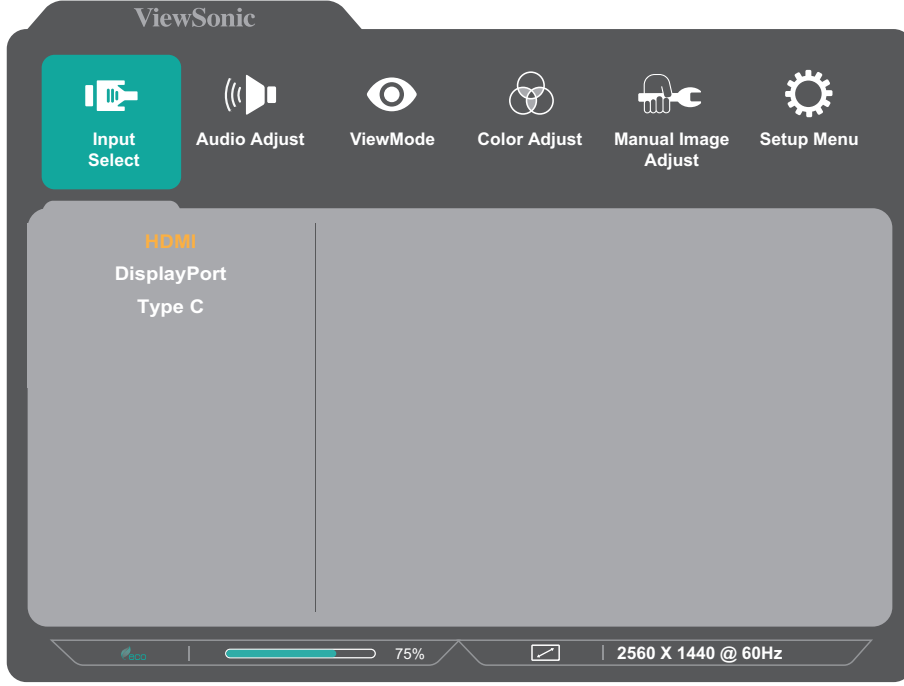 ViewSonic
Input
Select
Audio Adjust
ViewMode
Color Adjust
Manual Image
Adjust
Setup Menu
HDMI
DisplayPort
Type C
eco
75%
2560 X 1440 @ 60Hz